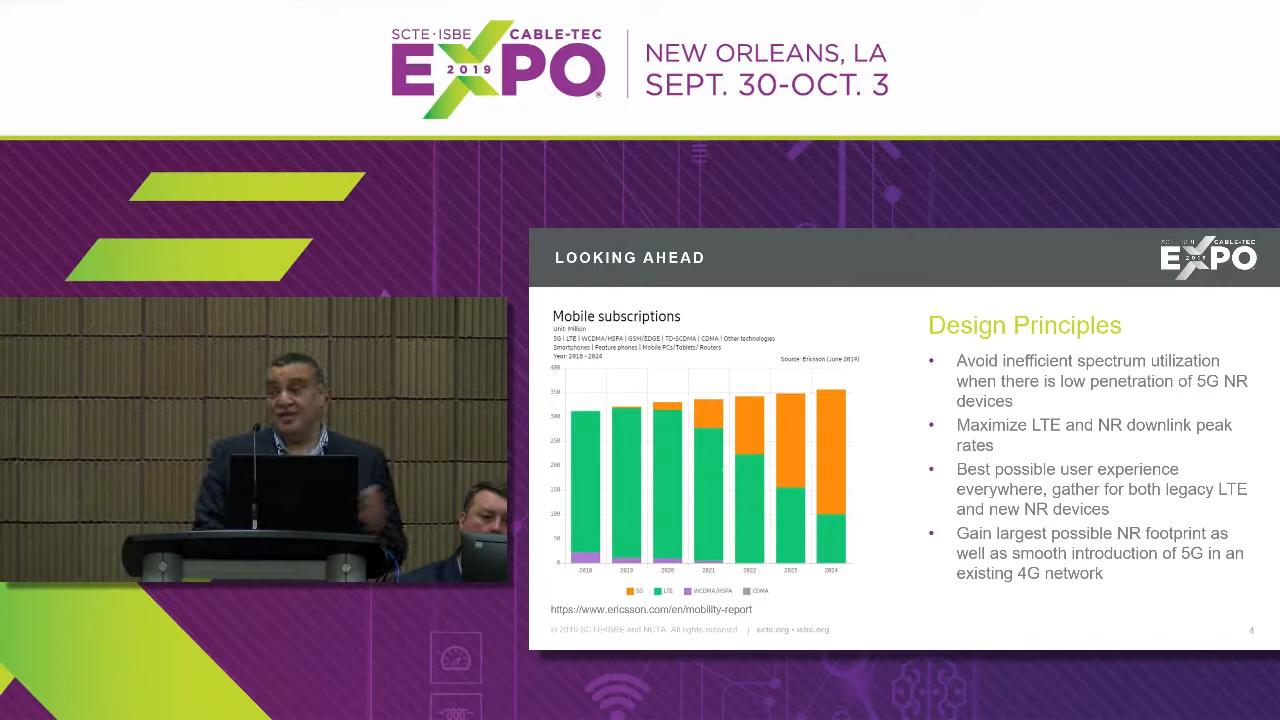 SCTE•ISBE CABLE-TEC
EXPO
2019
NEW ORLEANS, LA
SEPT. 30-OCT. 3
LOOKING AHEAD
SCTE•ISBE CABLE-TEC
EXPO
2019
Mobile subscriptions
Unit: Million
5G | LTE | WCDMA/HSPA | GSM/EDGE | TD-SCDMA | CDMA | Other technologies
Smartphones | Feature phones | Mobile PCs/Tablets/ Routers
Year: 2018 - 2024
Source: Ericsson (June 2019)
400
350
300
250
200
150
100
50
0
2018 2019 2020 2021 2022 2023 2024
5G LTE WCDMA/HSPA CDMA
https://www.ericsson.com/en/mobility-report
Design Principles
• Avoid inefficient spectrum utilization
when there is low penetration of 5G NR
devices
• Maximize LTE and NR downlink peak
rates
• Best possible user experience
everywhere, gather for both legacy LTE
and new NR devices
• Gain largest possible NR footprint as
well as smooth introduction of 5G in an
existing 4G network
© 2019 SCTE•ISBE and NCTA. All rights reserved | scte.org • isbe.org
4